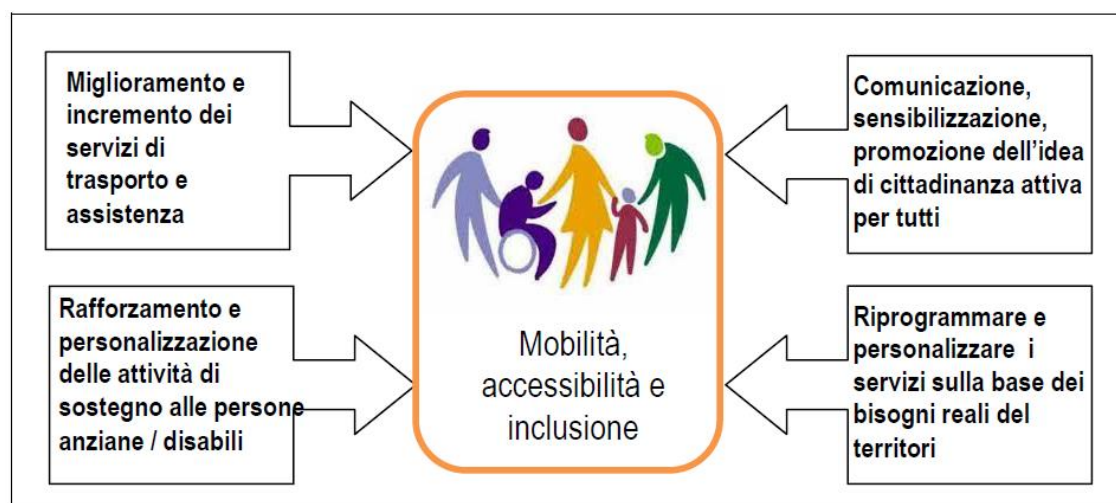 Miglioramento e
incremento dei
servizi di
trasporto e
assistenza
Comunicazione,
sensibilizzazione,
promozione dell’idea
di cittadinanza attiva
per tutti
Rafforzamento e
personalizzazione
delle attività di
sostegno alle persone
anziane / disabili
Mobilità,
accessibilità e
inclusione
Riprogrammare e
personalizzare i
servizi sulla base dei
bisogni reali del
territori